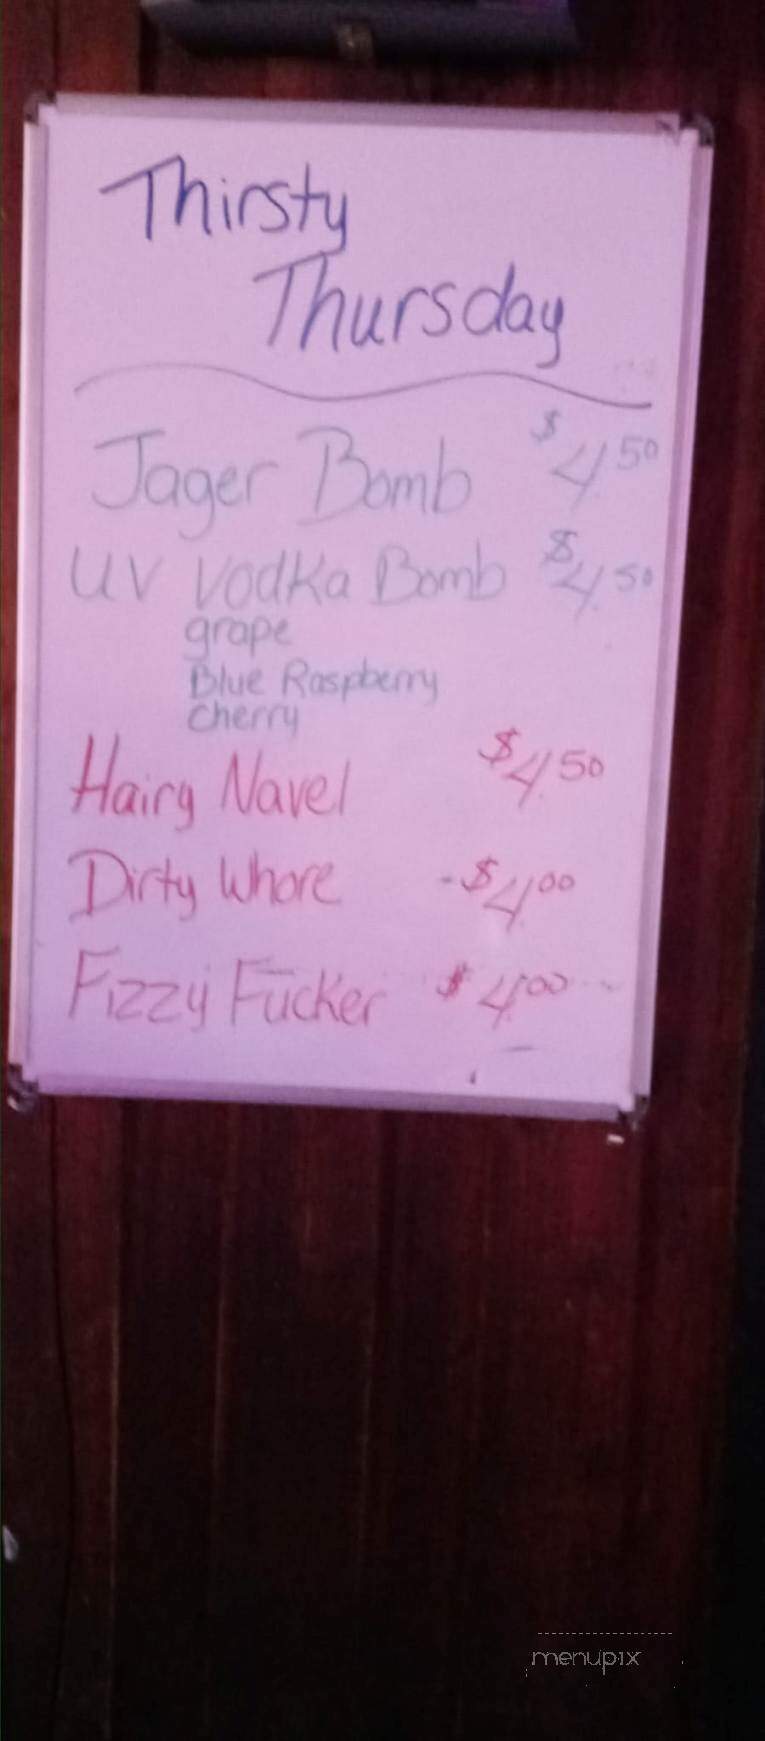 Thirsty
Thursday
Jager Bomb $4.50
UV Vodka Bomb $4.50
grape
Blue Raspberry
cherry
Hairy Navel $4.50
Dirty Whore - $4.00
Fizzy Fucker $4.00
menupix